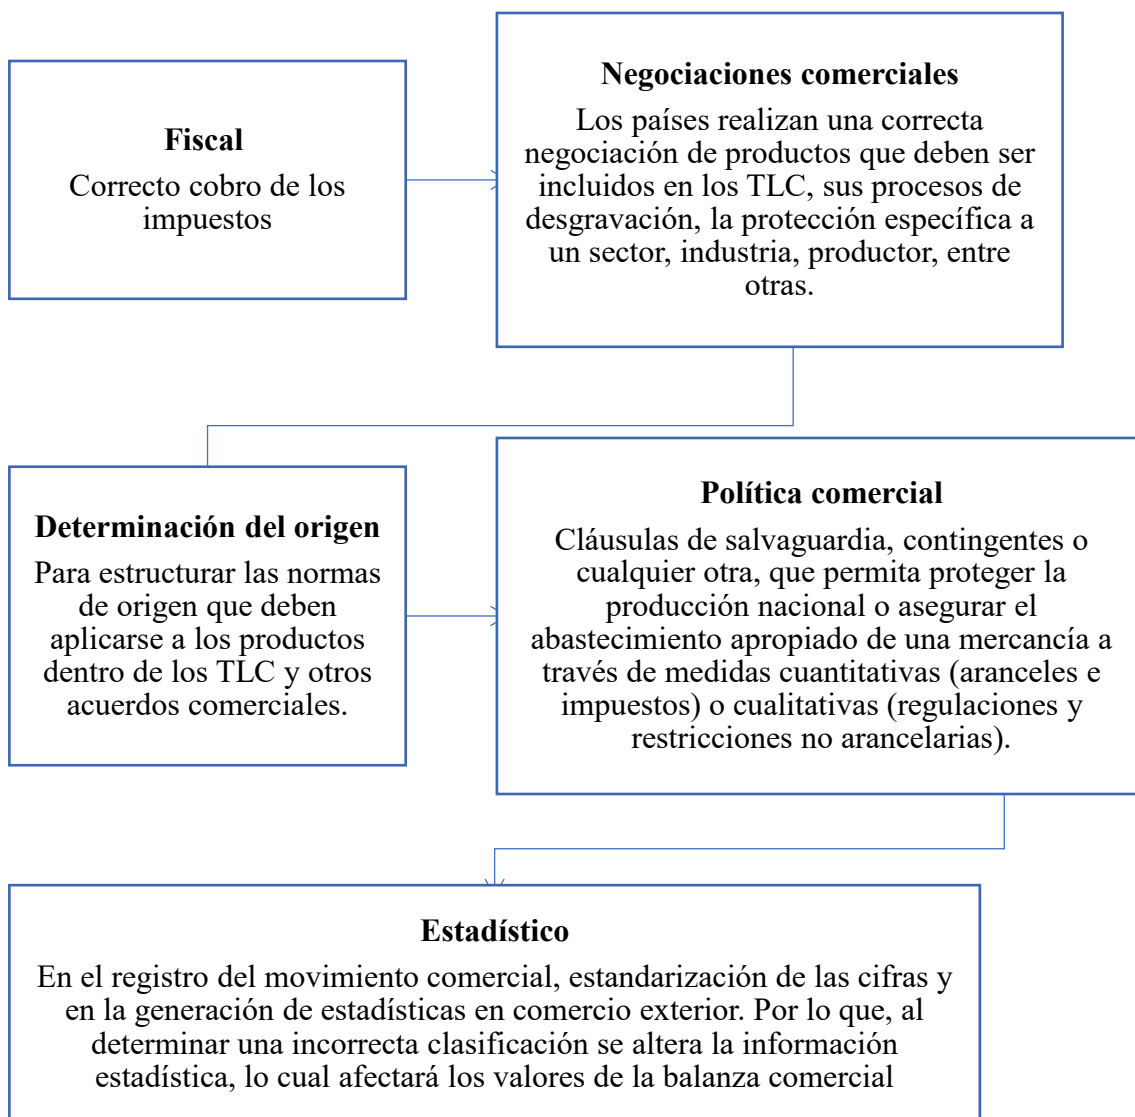 Fiscal
Correcto cobro de los
impuestos
Negociaciones comerciales
Los países realizan una correcta
negociación de productos que deben ser
incluidos en los TLC, sus procesos de
desgravación, la protección específica a
un sector, industria, productor, entre
otras.
Determinación del origen
Para estructurar las normas
de origen que deben
aplicarse a los productos
dentro de los TLC y otros
acuerdos comerciales.
Política comercial
Cláusulas de salvaguardia, contingentes o
cualquier otra, que permita proteger la
producción nacional o asegurar el
abastecimiento apropiado de una mercancía a
través de medidas cuantitativas (aranceles e
impuestos) o cualitativas (regulaciones y
restricciones no arancelarias).
Estadístico
En el registro del movimiento comercial, estandarización de las cifras y
en la generación de estadísticas en comercio exterior. Por lo que, al
determinar una incorrecta clasificación se altera la información
estadística, lo cual afectará los valores de la balanza comercial